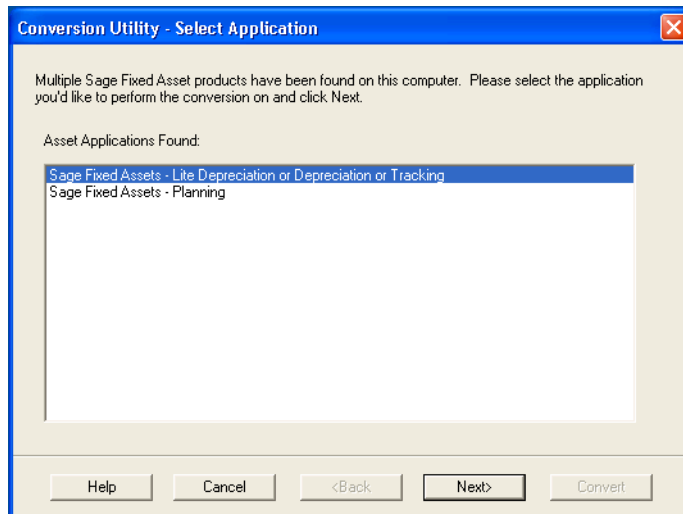 Conversion Utility - Select Application
Multiple Sage Fixed Asset products have been found on this computer.  Please select the application
you'd like to perform the conversion on and click Next.
Asset Applications Found:
Sage Fixed Assets - Lite Depreciation or Depreciation or Tracking
Sage Fixed Assets - Planning
Help Cancel <Back Next> Convert